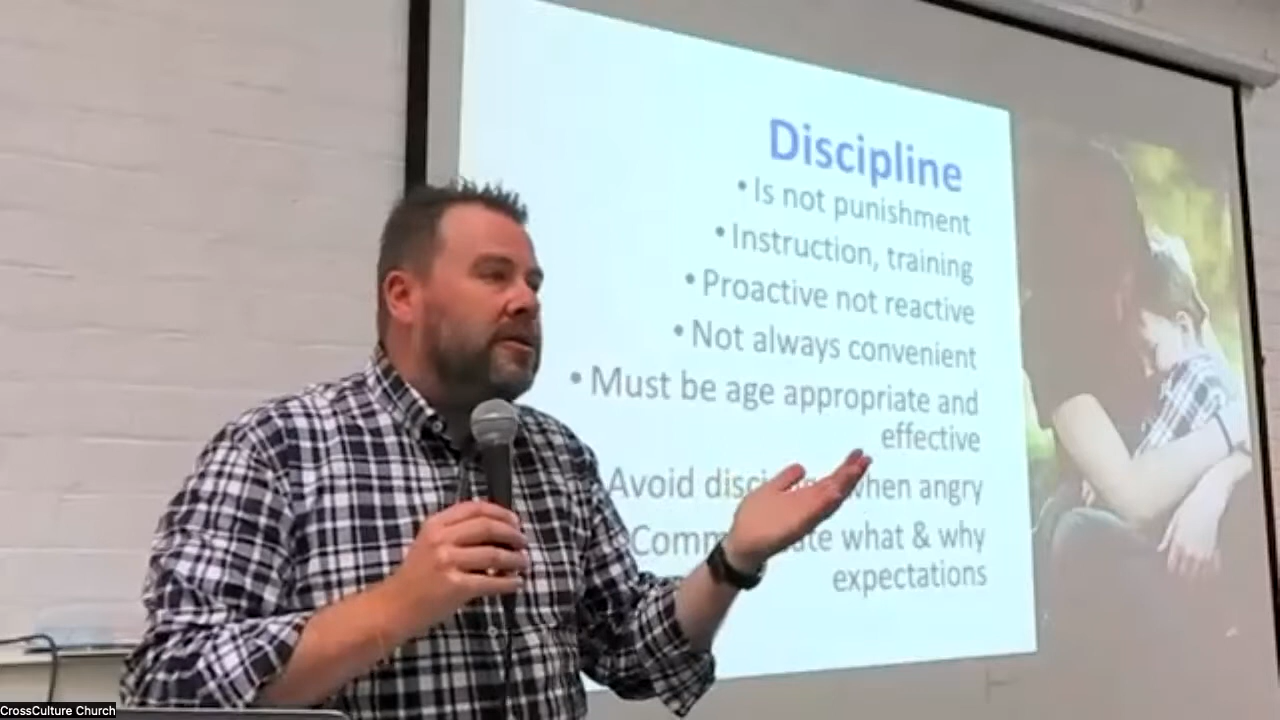 Discipline
• Is not punishment
• Instruction, training
• Proactive not reactive
• Not always convenient
• Must be age appropriate and
effective
Avoid when angry
what & why
expectations
CrossCulture Church